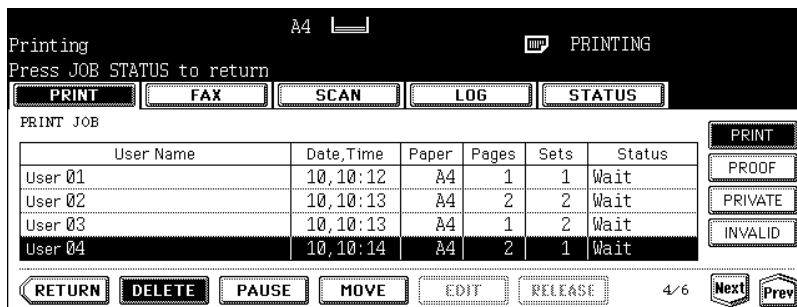 A4
Printing PRINTING
Press JOB STATUS to return
PRINT FAX SCAN LOG STATUS
PRINT JOB
PRINT
User Name Date,Time Paper Pages Sets Status
PROOF
User 01 10,10:12 A4 1 1 Wait
User 02 10,10:13 A4 2 2 Wait
PRIVATE
User 03 10,10:13 A4 1 2 Wait
INVALID
User 04 10,10:14 A4 2 1 Wait
RETURN DELETE PAUSE MOVE EDIT RELEASE 4/6 Next Prev